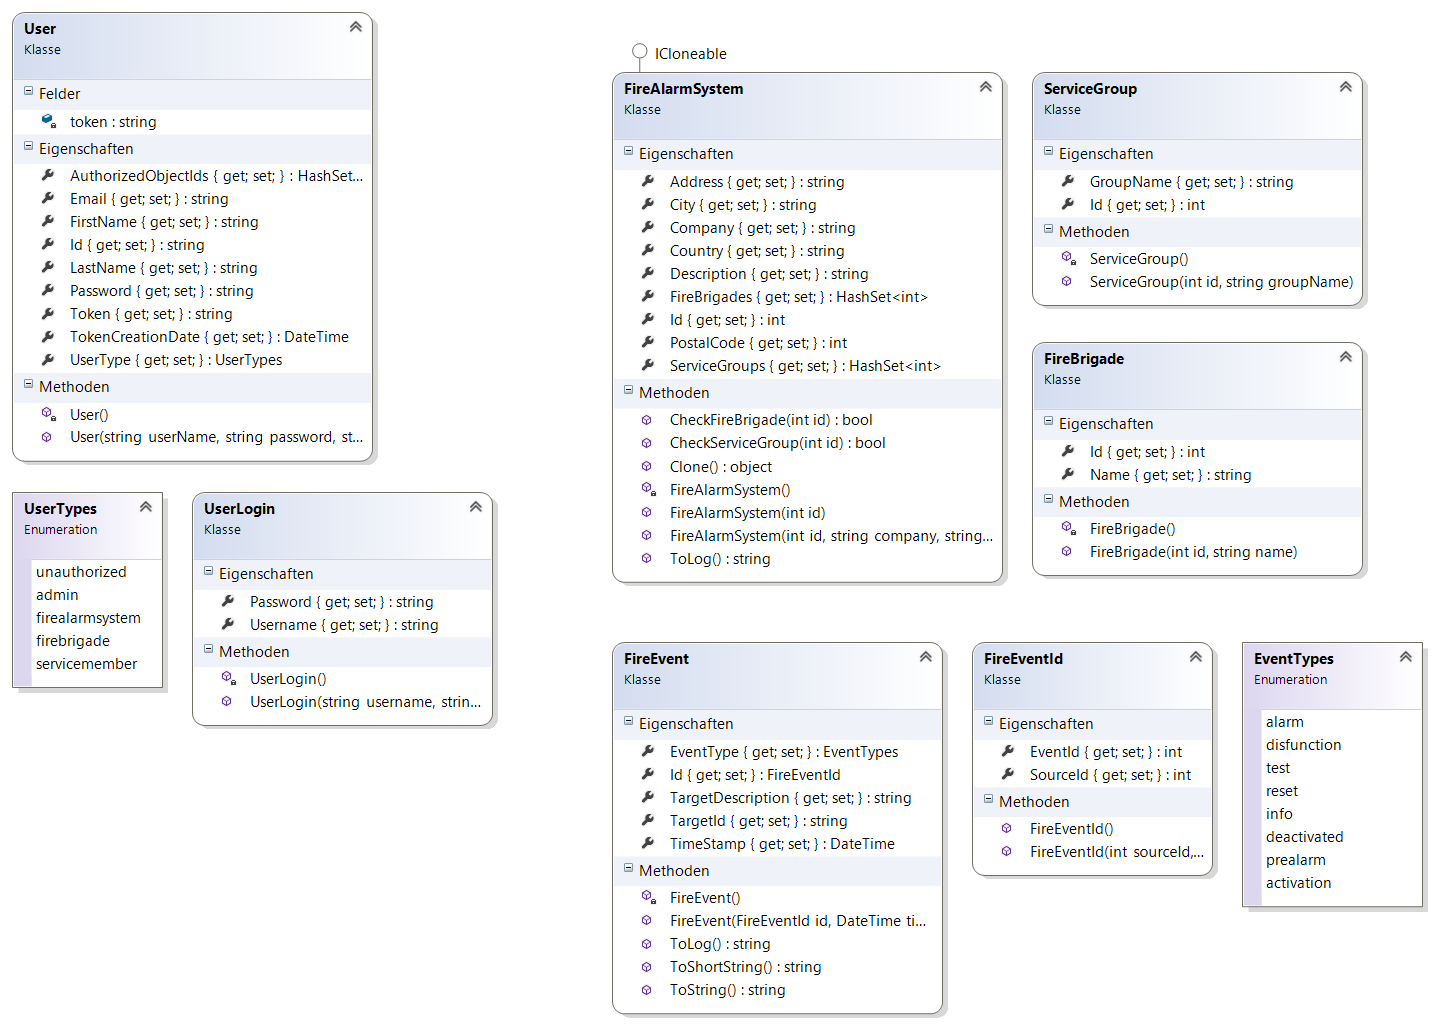 User
Klasse
Felder
token : string
Eigenschaften
AuthorizedObjectIds { get; set; } : HashSet...
Email { get; set; } : string
FirstName { get; set; } : string
Id { get; set; } : string
LastName { get; set; } : string
Password { get; set; } : string
Token { get; set; } : string
TokenCreationDate { get; set; } : DateTime
UserType { get; set; } : UserTypes
Methoden
User()
User(string userName, string password, st...
UserTypes
Enumeration
unauthorized
admin
firealarmsystem
firebrigade
servicemember
UserLogin
Klasse
Eigenschaften
Password { get; set; } : string
Username { get; set; } : string
Methoden
UserLogin()
UserLogin(string username, strin...
ICloneable
FireAlarmSystem
Klasse
Eigenschaften
Address { get; set; } : string
City { get; set; } : string
Company { get; set; } : string
Country { get; set; } : string
Description { get; set; } : string
FireBrigades { get; set; } : HashSet<int>
Id { get; set; } : int
PostalCode { get; set; } : int
ServiceGroups { get; set; } : HashSet<int>
Methoden
CheckFireBrigade(int id) : bool
CheckServiceGroup(int id) : bool
Clone() : object
FireAlarmSystem()
FireAlarmSystem(int id)
FireAlarmSystem(int id, string company, string...
ToLog() : string
ServiceGroup
Klasse
Eigenschaften
GroupName { get; set; } : string
Id { get; set; } : int
Methoden
ServiceGroup()
ServiceGroup(int id, string groupName)
FireBrigade
Klasse
Eigenschaften
Id { get; set; } : int
Name { get; set; } : string
Methoden
FireBrigade()
FireBrigade(int id, string name)
FireEvent
Klasse
Eigenschaften
EventType { get; set; } : EventTypes
Id { get; set; } : FireEventId
TargetDescription { get; set; } : string
TargetId { get; set; } : string
TimeStamp { get; set; } : DateTime
Methoden
FireEvent()
FireEvent(FireEventId id, DateTime ti...
ToLog() : string
ToShortString() : string
ToString() : string
FireEventId
Klasse
Eigenschaften
EventId { get; set; } : int
SourceId { get; set; } : int
Methoden
FireEventId()
FireEventId(int sourceId,...
EventTypes
Enumeration
alarm
disfunction
test
reset
info
deactivated
prealarm
activation